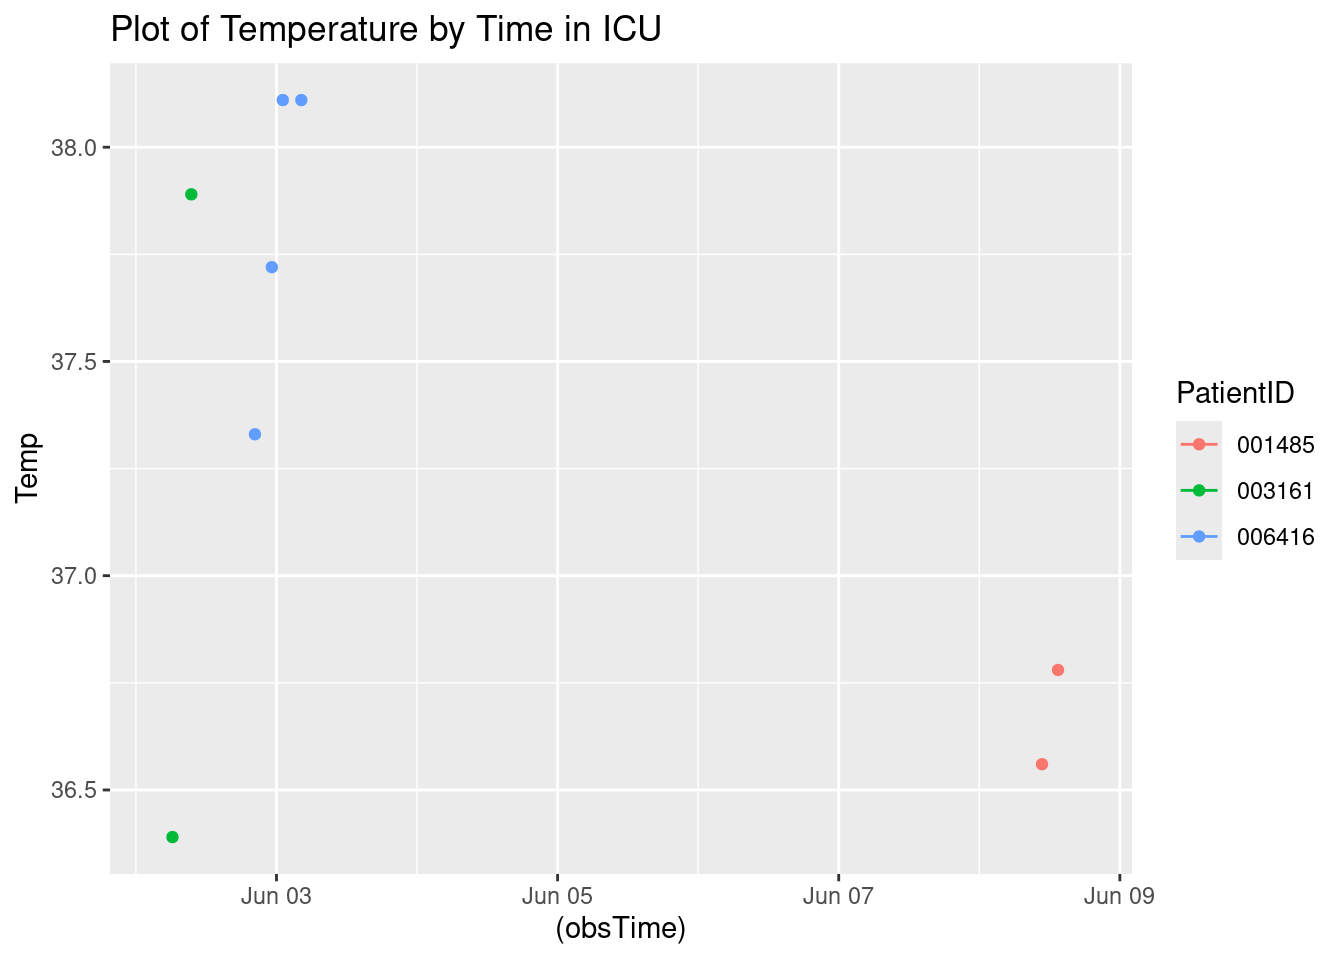 Plot of Temperature by Time in ICU
38.0
37.5
37.0
36.5
Temp
Jun 03
Jun 05
Jun 07
Jun 09
(obsTime)
PatientID
001485
003161
006416